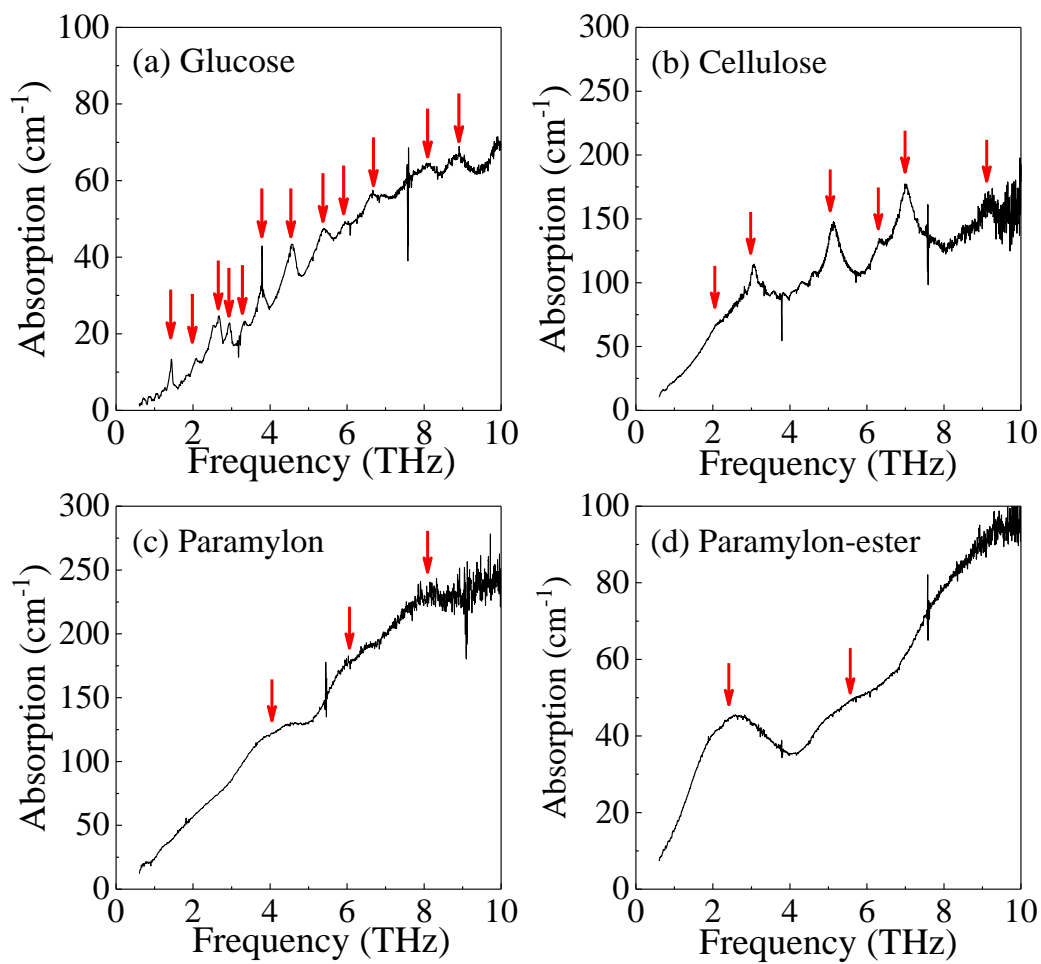 (a) Glucose
Absorption (cm⁻¹)
100
80
60
40
20
0
0 2 4 6 8 10
Frequency (THz)
(b) Cellulose
Absorption (cm⁻¹)
300
250
200
150
100
50
0
0 2 4 6 8 10
Frequency (THz)
(c) Paramylon
Absorption (cm⁻¹)
300
250
200
150
100
50
0
0 2 4 6 8 10
Frequency (THz)
(d) Paramylon-ester
Absorption (cm⁻¹)
100
80
60
40
20
0
0 2 4 6 8 10
Frequency (THz)